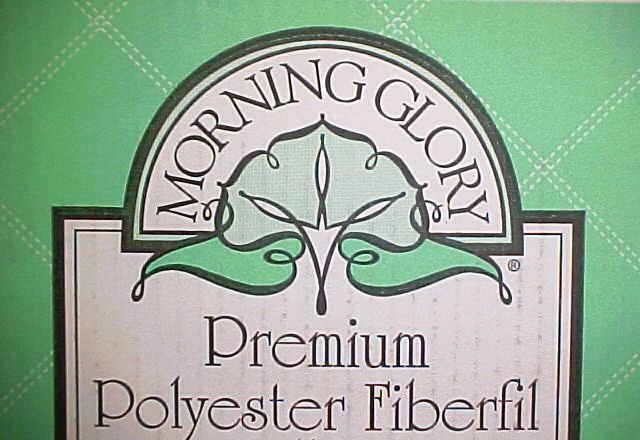 MORNING GLORY
®
Premium
Polyester Fiberfil